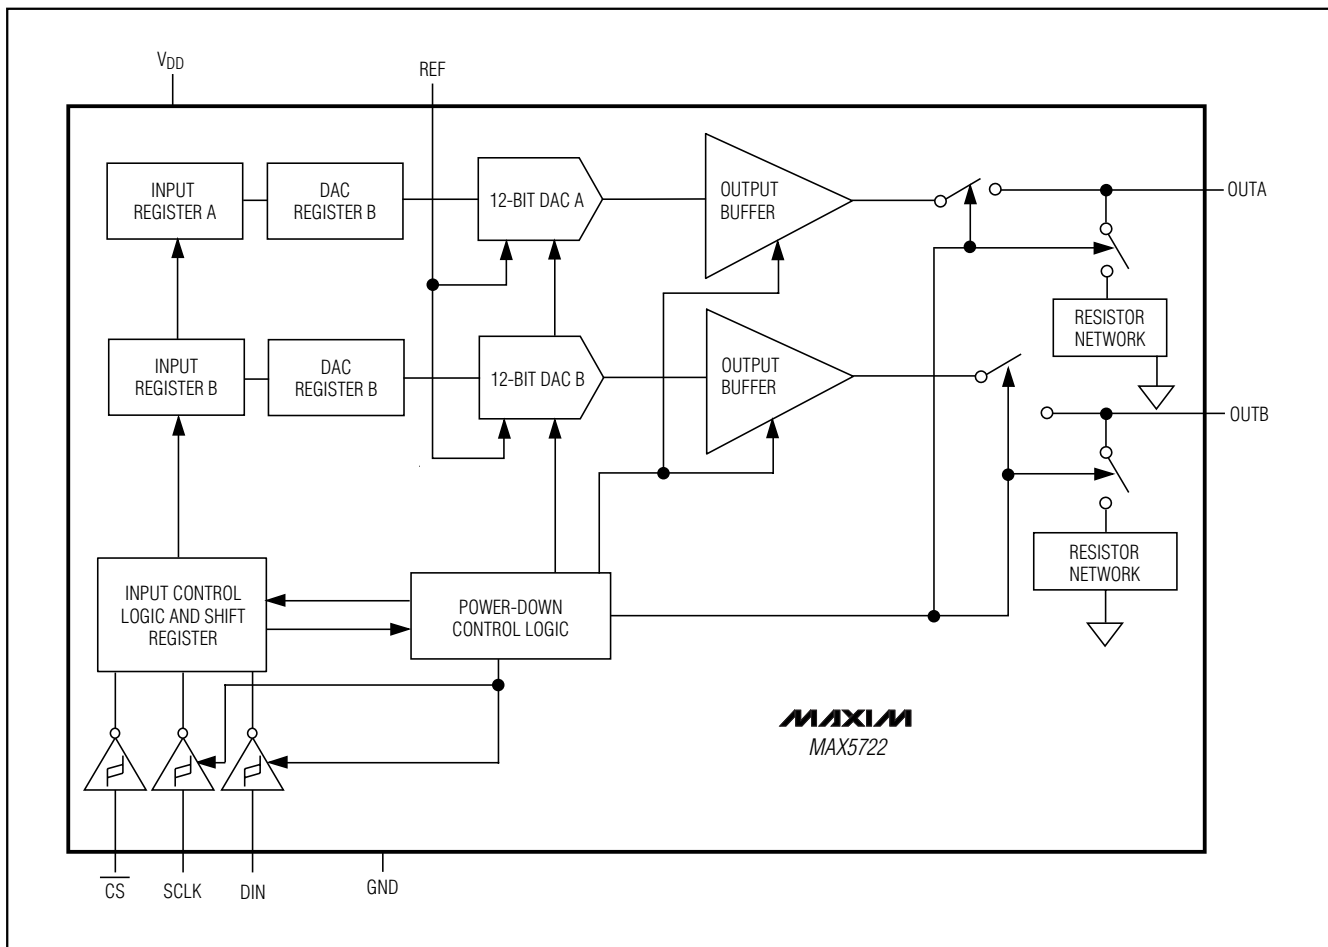 VDD
REF
INPUT
REGISTER A
DAC
REGISTER B
12-BIT DAC A
OUTPUT
BUFFER
OUTA
RESISTOR
NETWORK
INPUT
REGISTER B
DAC
REGISTER B
12-BIT DAC B
OUTPUT
BUFFER
OUTB
RESISTOR
NETWORK
INPUT CONTROL
LOGIC AND SHIFT
REGISTER
POWER-DOWN
CONTROL LOGIC
MAXIM
MAX5722
CS
SCLK
DIN
GND